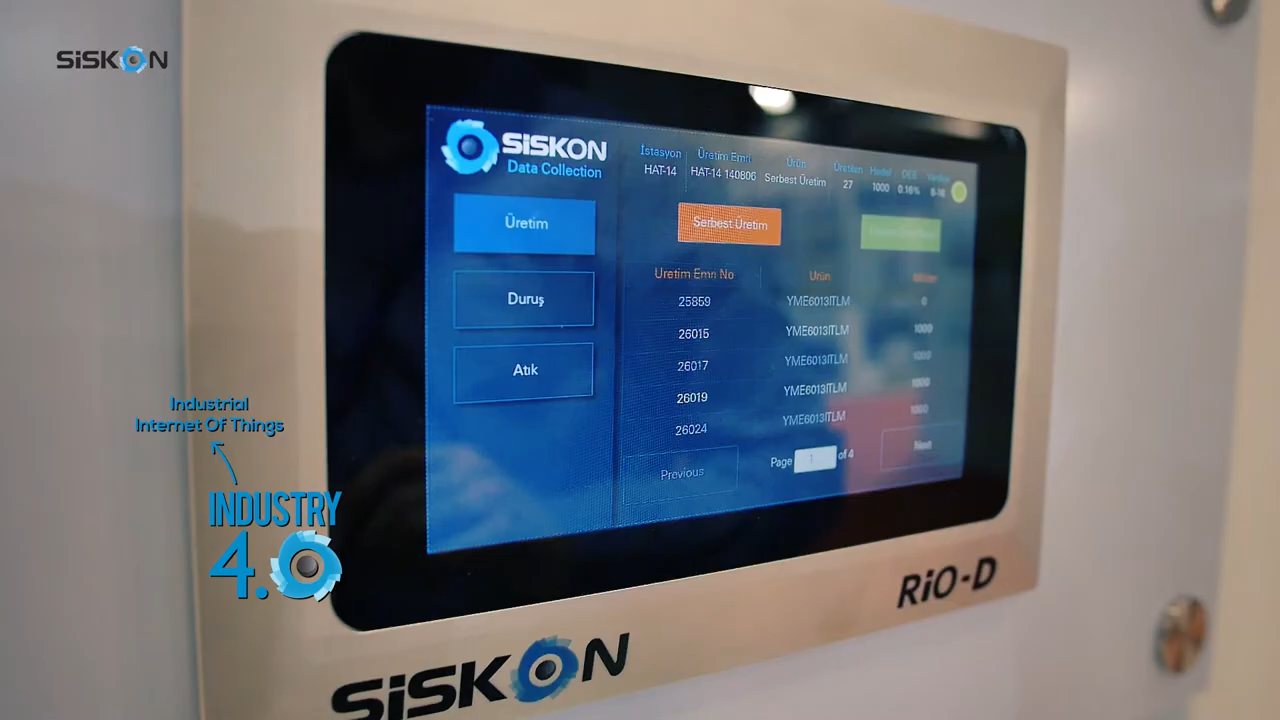 SiSKON
SiSKON
Data Collection
İstasyon
HAT-14
Üretim Emri
HAT-14 140806
Ürün
Serbest Üretim
Üretilen
27
Hedef
1000
OEE
0.16%
Üretim
Duruş
Atık
Serbest Üretim
Üretim Emri No Ürün
25859 YME6013ITLM 0
26015 YME6013ITLM 1000
26017 YME6013ITLM 1000
26019 YME6013ITLM 1000
26024 YME6013ITLM 1000
Previous
Page 1 of 4
Next
Industrial
Internet Of Things
INDUSTRY
4.0
RiO-D
SiSKON